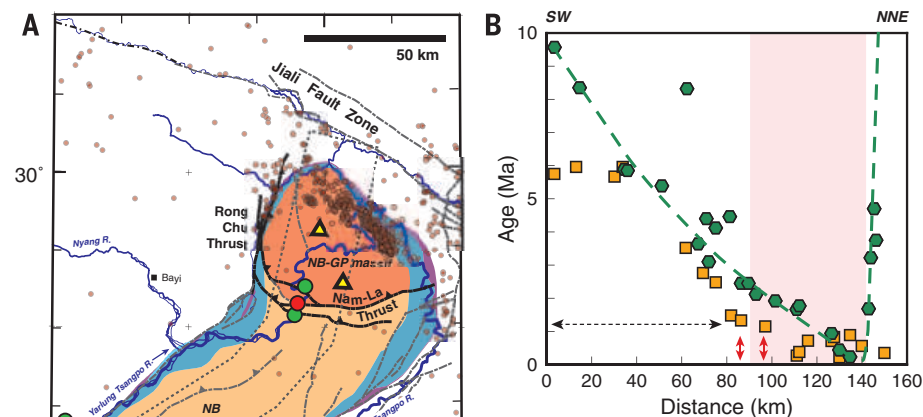 A
50 km
Jiali Fault Zone
30°
Rong
Chu
Thrust
Nyang R.
Bayi
NB-GP massif
Nam-La
Thrust
Yarlung Tsangpo R.
NB
Tsangpo R.
B
SW
NNE
Age (Ma)
10
5
0
0 20 40 60 80 100 120 140 160
Distance (km)